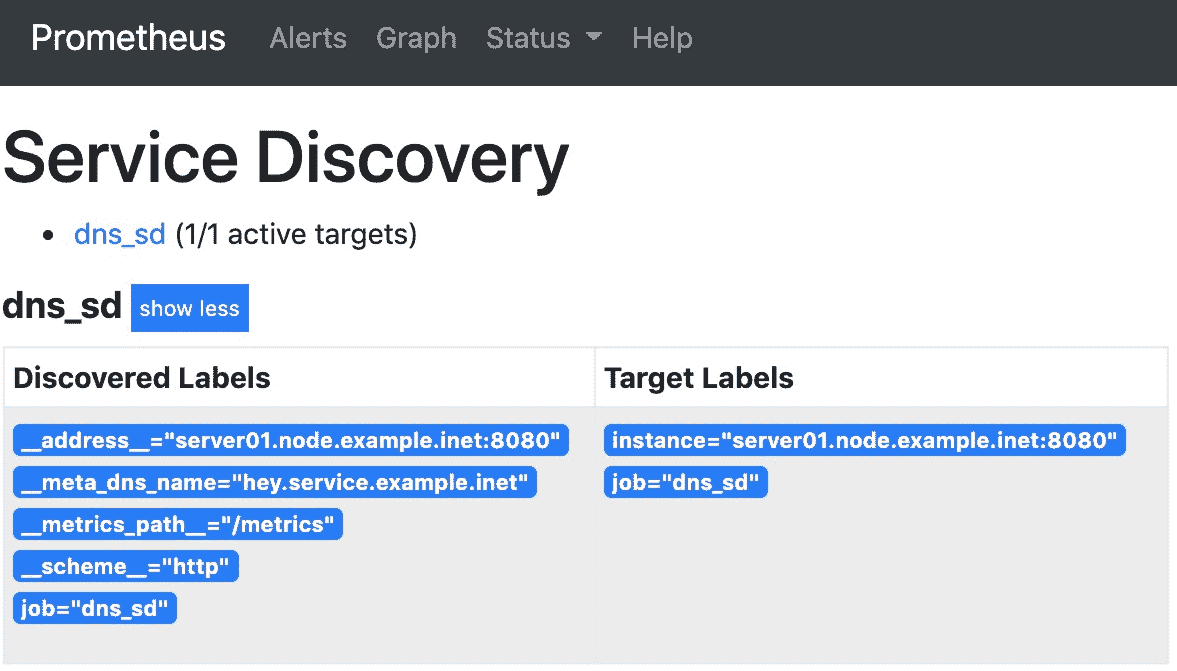 Prometheus Alerts Graph Status Help
Service Discovery
dns_sd (1/1 active targets)
dns_sd show less
Discovered Labels Target Labels
__address__="server01.node.example.inet:8080" instance="server01.node.example.inet:8080"
__meta_dns_name="hey.service.example.inet" job="dns_sd"
__metrics_path__="/metrics"
__scheme__="http"
job="dns_sd"